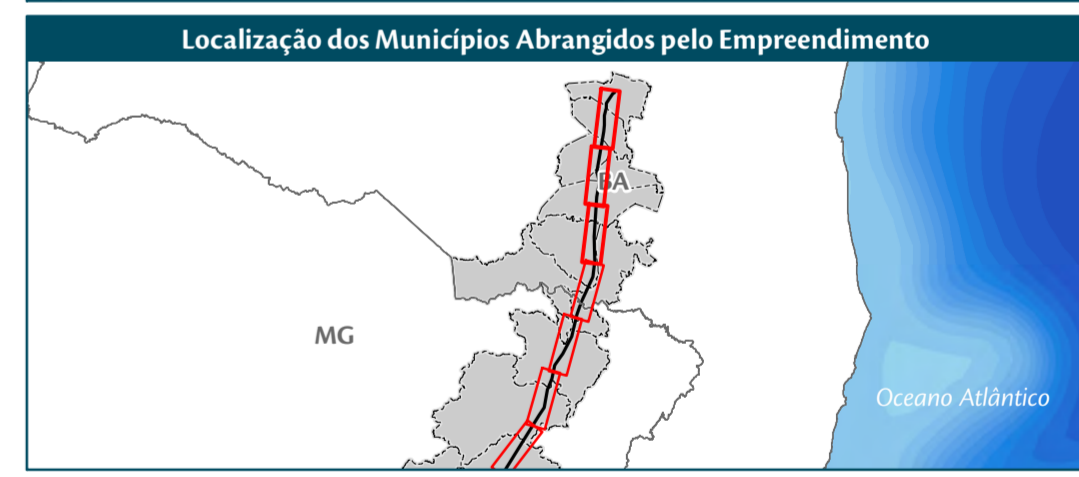 Localização dos Municípios Abrangidos pelo Empreendimento
BA
MG
Oceano Atlântico